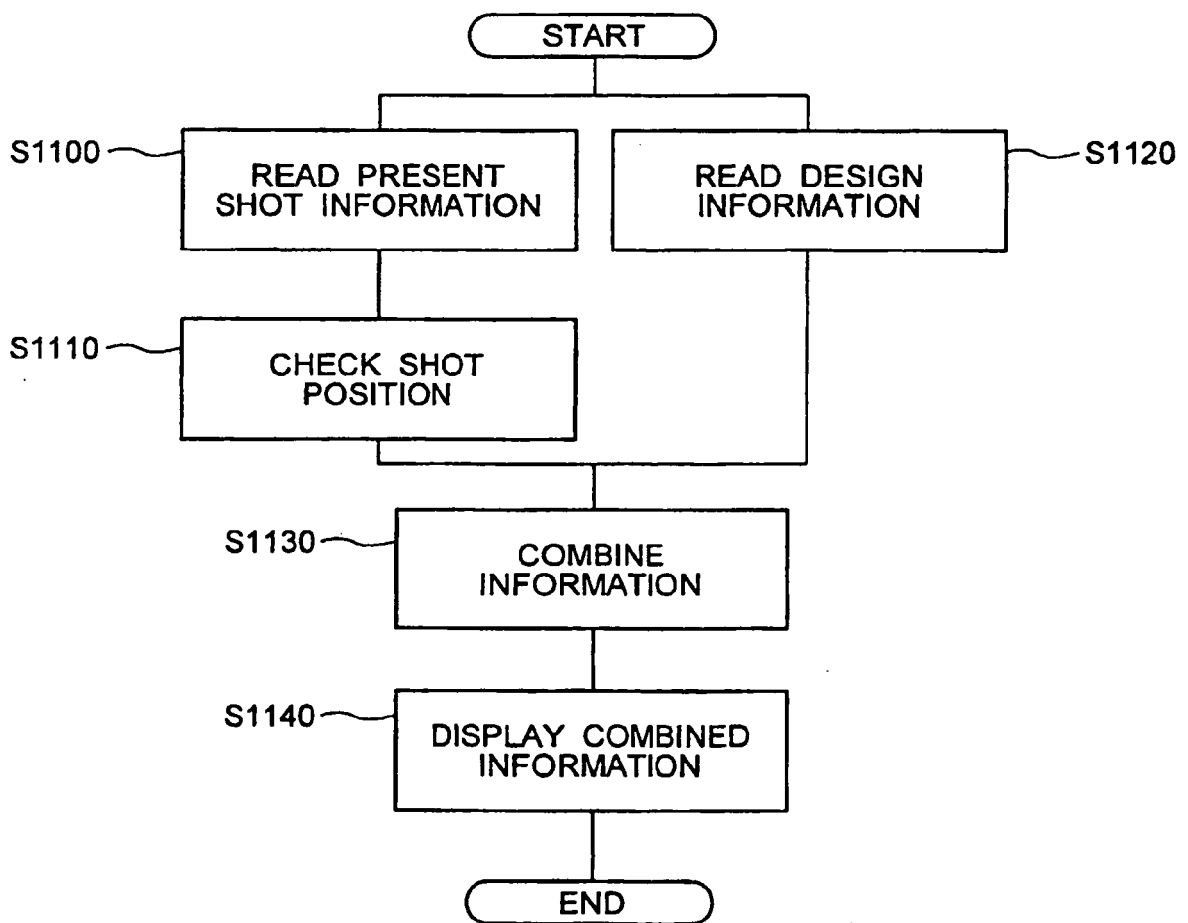 START
S1100
READ PRESENT
SHOT INFORMATION
READ DESIGN
INFORMATION
S1120
S1110
CHECK SHOT
POSITION
S1130
COMBINE
INFORMATION
S1140
DISPLAY COMBINED
INFORMATION
END